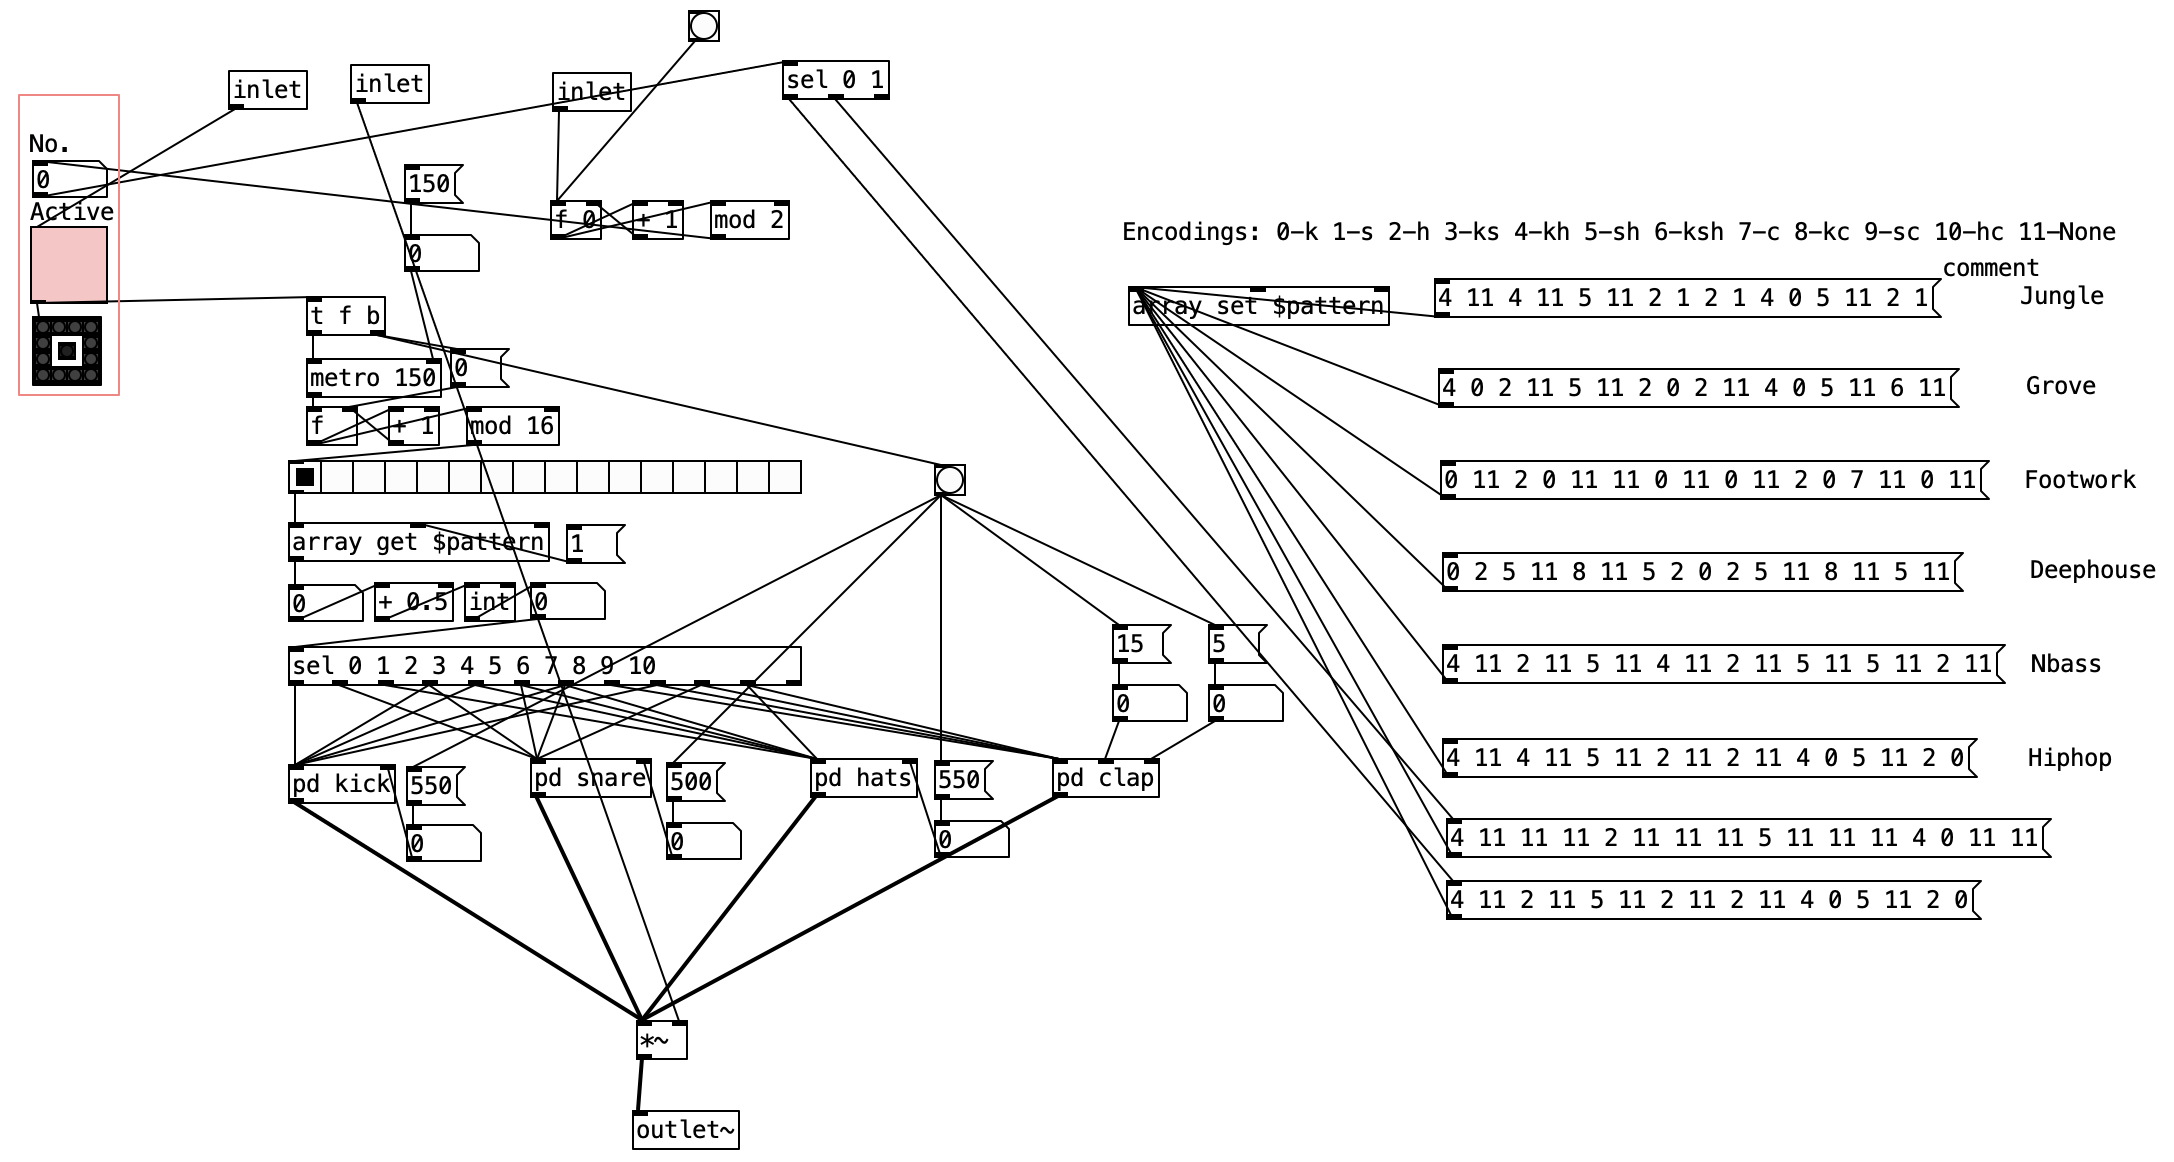 inlet
inlet
inlet
sel 0 1
No.
0
Active
150
0
f 0
+ 1
mod 2
t f b
metro 150
0
f
+ 1
mod 16
array get $pattern
1
0
+ 0.5
int
0
sel 0 1 2 3 4 5 6 7 8 9 10
15
5
0
0
pd kick
550
0
pd snare
500
0
pd hats
550
0
pd clap
*~
outlet~
Encodings: 0-k 1-s 2-h 3-ks 4-kh 5-sh 6-ksh 7-c 8-kc 9-sc 10-hc 11-None
comment
array set $pattern
4 11 4 11 5 11 2 1 2 1 4 0 5 11 2 1
Jungle
4 0 2 11 5 11 2 0 2 11 4 0 5 11 6 11
Grove
0 11 2 0 11 11 0 11 0 11 2 0 7 11 0 11
Footwork
0 2 5 11 8 11 5 2 0 2 5 11 8 11 5 11
Deephouse
4 11 2 11 5 11 4 11 2 11 5 11 5 11 2 11
Nbass
4 11 4 11 5 11 2 11 2 11 4 0 5 11 2 0
Hiphop
4 11 11 11 2 11 11 11 5 11 11 11 4 0 11 11
4 11 2 11 5 11 2 11 2 11 4 0 5 11 2 0